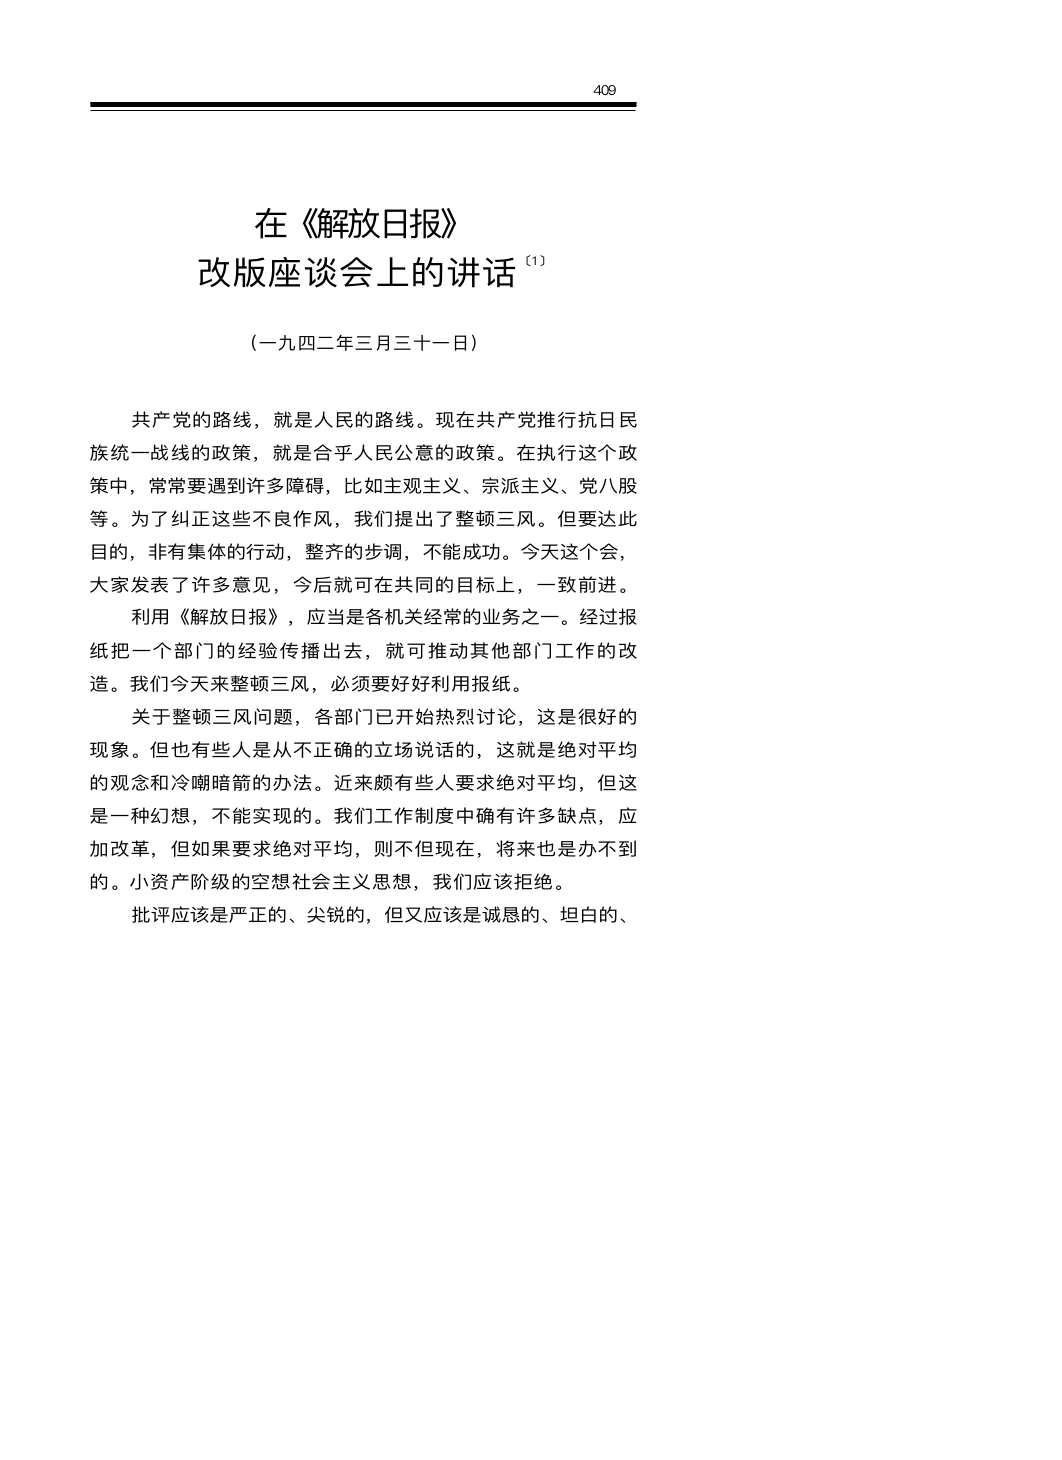 409
在《解放日报》
改版座谈会上的讲话〔1〕
（一九四二年三月三十一日）
共产党的路线，就是人民的路线。现在共产党推行抗日民
族统一战线的政策，就是合乎人民公意的政策。在执行这个政
策中，常常要遇到许多障碍，比如主观主义、宗派主义、党八股
等。为了纠正这些不良作风，我们提出了整顿三风。但要达此
目的，非有集体的行动，整齐的步调，不能成功。今天这个会，
大家发表了许多意见，今后就可在共同的目标上，一致前进。
利用《解放日报》，应当是各机关经常的业务之一。经过报
纸把一个部门的经验传播出去，就可推动其他部门工作的改
造。我们今天来整顿三风，必须要好好利用报纸。
关于整顿三风问题，各部门已开始热烈讨论，这是很好的
现象。但也有些人是从不正确的立场说话的，这就是绝对平均
的观念和冷嘲暗箭的办法。近来颇有些人要求绝对平均，但这
是一种幻想，不能实现的。我们工作制度中确有许多缺点，应
加改革，但如果要求绝对平均，则不但现在，将来也是办不到
的。小资产阶级的空想社会主义思想，我们应该拒绝。
批评应该是严正的、尖锐的，但又应该是诚恳的、坦白的、